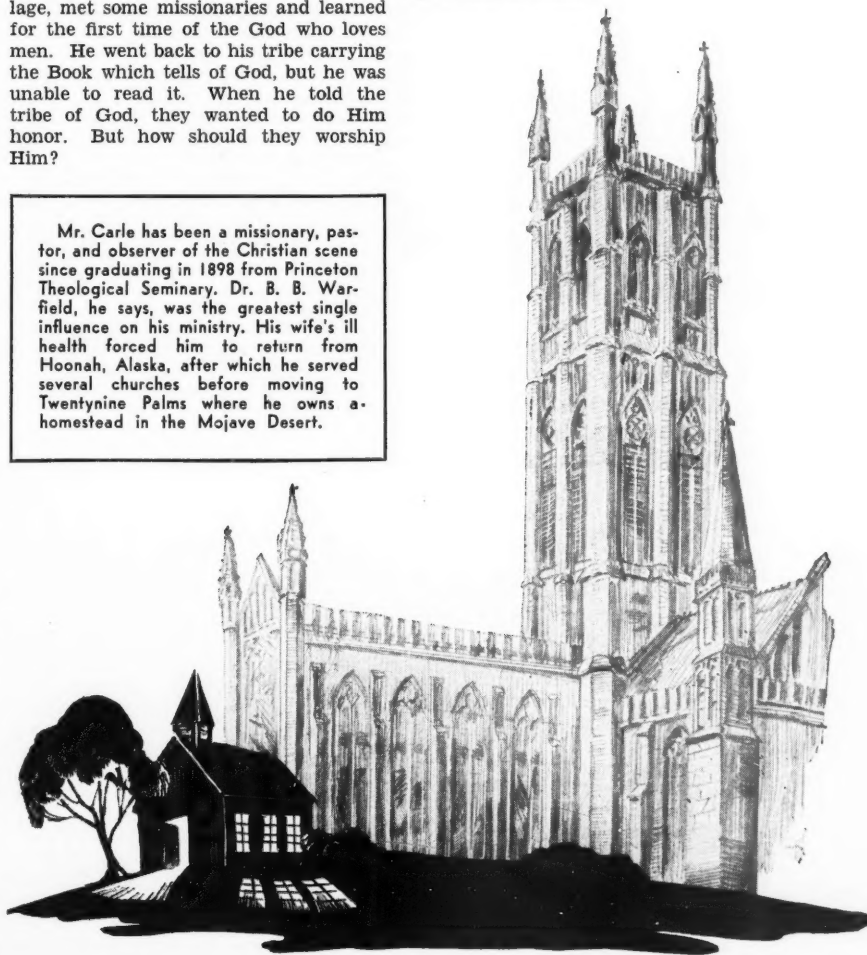 lage, met some missionaries and learned
for the first time of the God who loves
men. He went back to his tribe carrying
the Book which tells of God, but he was
unable to read it. When he told the
tribe of God, they wanted to do Him
honor. But how should they worship
Him?
Mr. Carle has been a missionary, pas-
tor, and observer of the Christian scene
since graduating in 1898 from Princeton
Theological Seminary. Dr. B. B. War-
field, he says, was the greatest single
influence on his ministry. His wife's ill
health forced him to return from
Hoonah, Alaska, after which he served
several churches before moving to
Twentynine Palms where he owns a
homestead in the Mojave Desert.